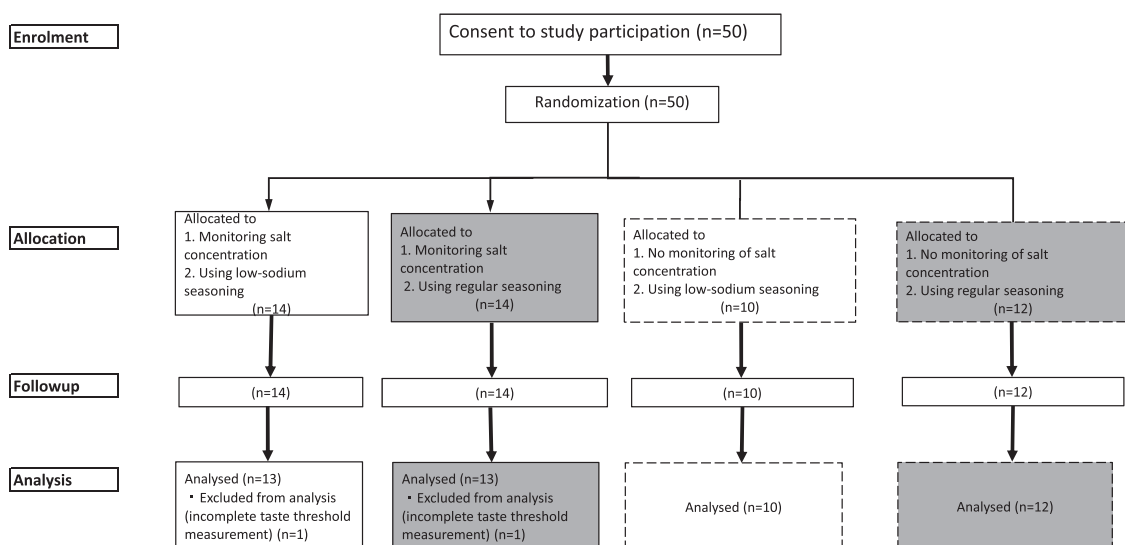 Enrolment
Consent to study participation (n=50)
Randomization (n=50)
Allocation
Allocated to
1. Monitoring salt
concentration
2. Using low-sodium
seasoning
(n=14)
Allocated to
1. Monitoring salt
concentration
2. Using regular seasoning
(n=14)
Allocated to
1. No monitoring of salt
concentration
2. Using low-sodium seasoning
(n=10)
Allocated to
1. No monitoring of salt
concentration
2. Using regular seasoning
(n=12)
Followup
(n=14)
(n=14)
(n=10)
(n=12)
Analysis
Analysed (n=13)
・Excluded from analysis
(incomplete taste threshold
measurement) (n=1)
Analysed (n=13)
・Excluded from analysis
(incomplete taste threshold
measurement) (n=1)
Analysed (n=10)
Analysed (n=12)